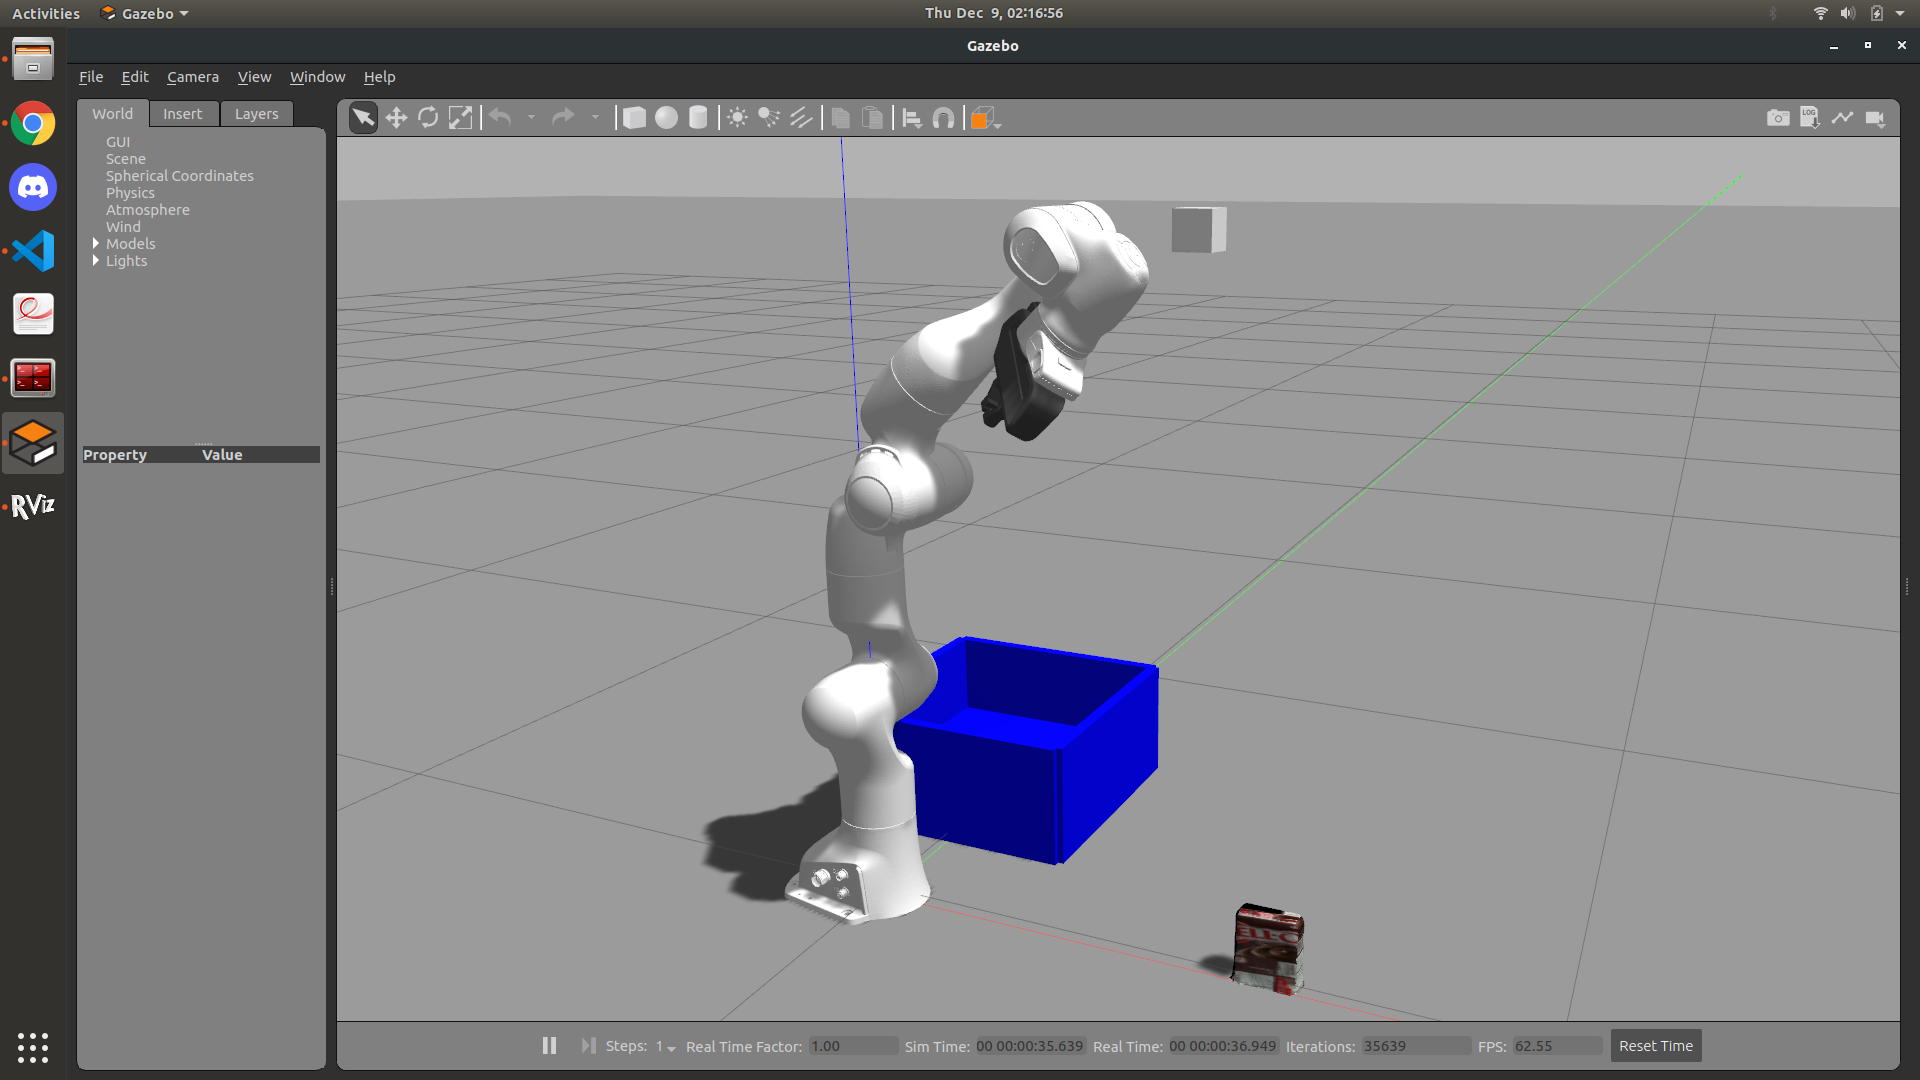 Activities Gazebo Thu Dec 9, 02:16:56
Gazebo
File Edit Camera View Window Help
World Insert Layers
LOG
GUI
Scene
Spherical Coordinates
Physics
Atmosphere
Wind
Models
Lights
Property Value
RViz
ELL-O
Steps: 1 Real Time Factor: 1.00 Sim Time: 00 00:00:35.639 Real Time: 00 00:00:36.949 Iterations: 35639 FPS: 62.55 Reset Time